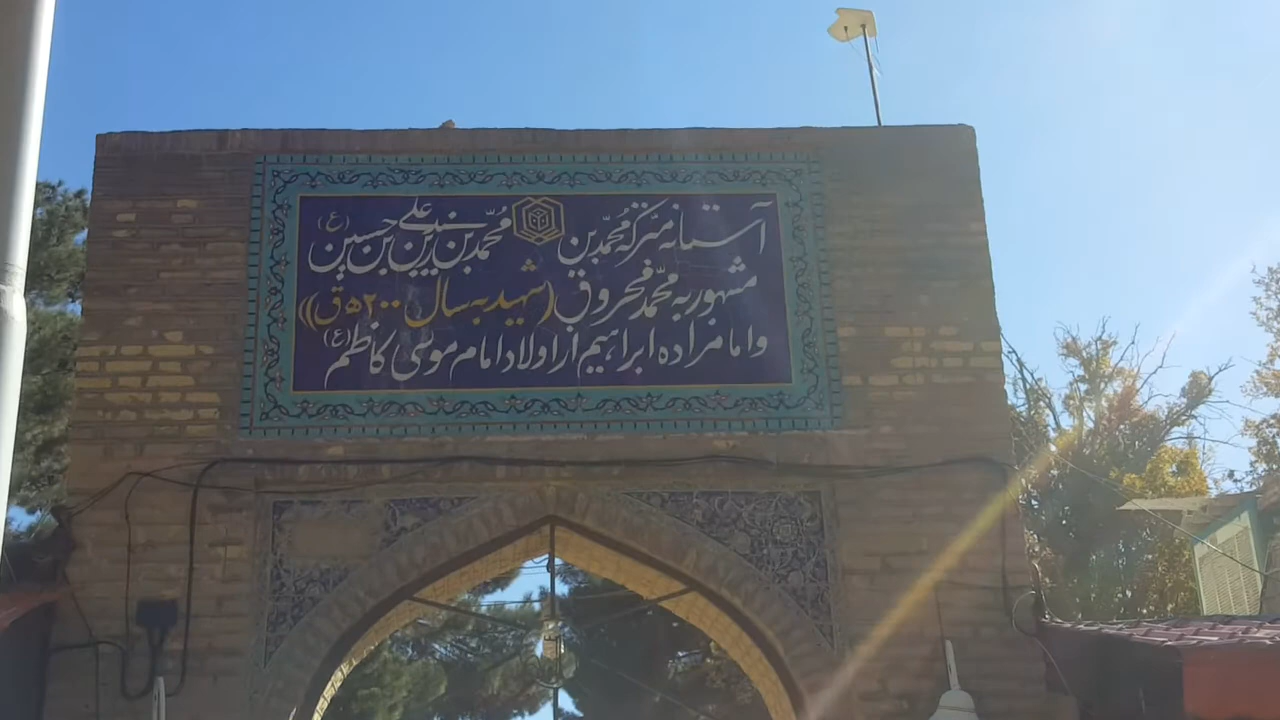 آستانه متبرکه محمد بن محمد بن زید بن علی بن حسین (ع)
مشهور به محمد محروق (شهید به سال ۲۰۰ ه ق))
و امامزاده ابراهیم از اولاد امام موسی کاظم (ع)